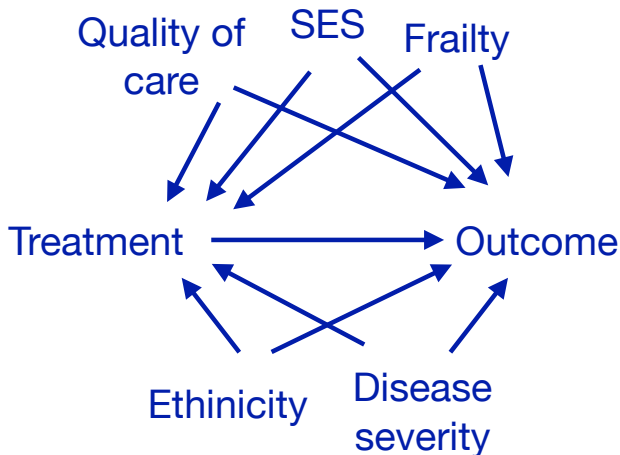 Quality of
care
SES
Frailty
Treatment
Outcome
Ethinicity
Disease
severity